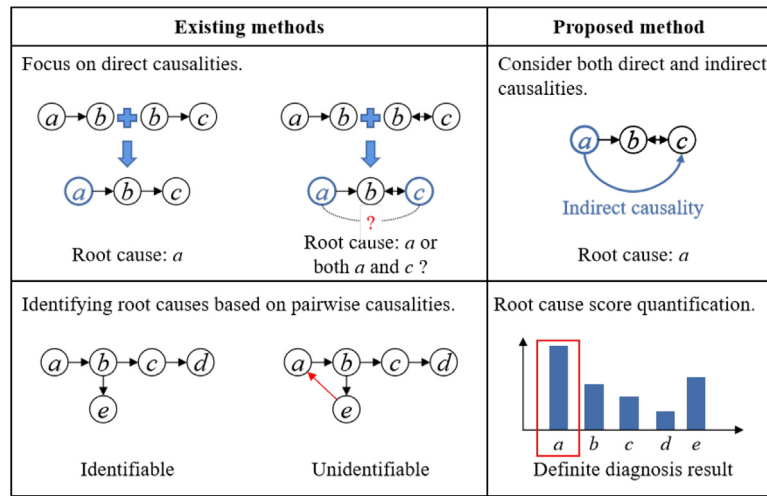 Existing methods
Proposed method
Focus on direct causalities.
a b b c
a b c
Root cause: a
a b b c
a b c
?
Root cause: a or
both a and c ?
Consider both direct and indirect
causalities.
a b c
Indirect causality
Root cause: a
Identifying root causes based on pairwise causalities.
a b c d
e
Identifiable
a b c d
e
Unidentifiable
Root cause score quantification.
a b c d e
Definite diagnosis result